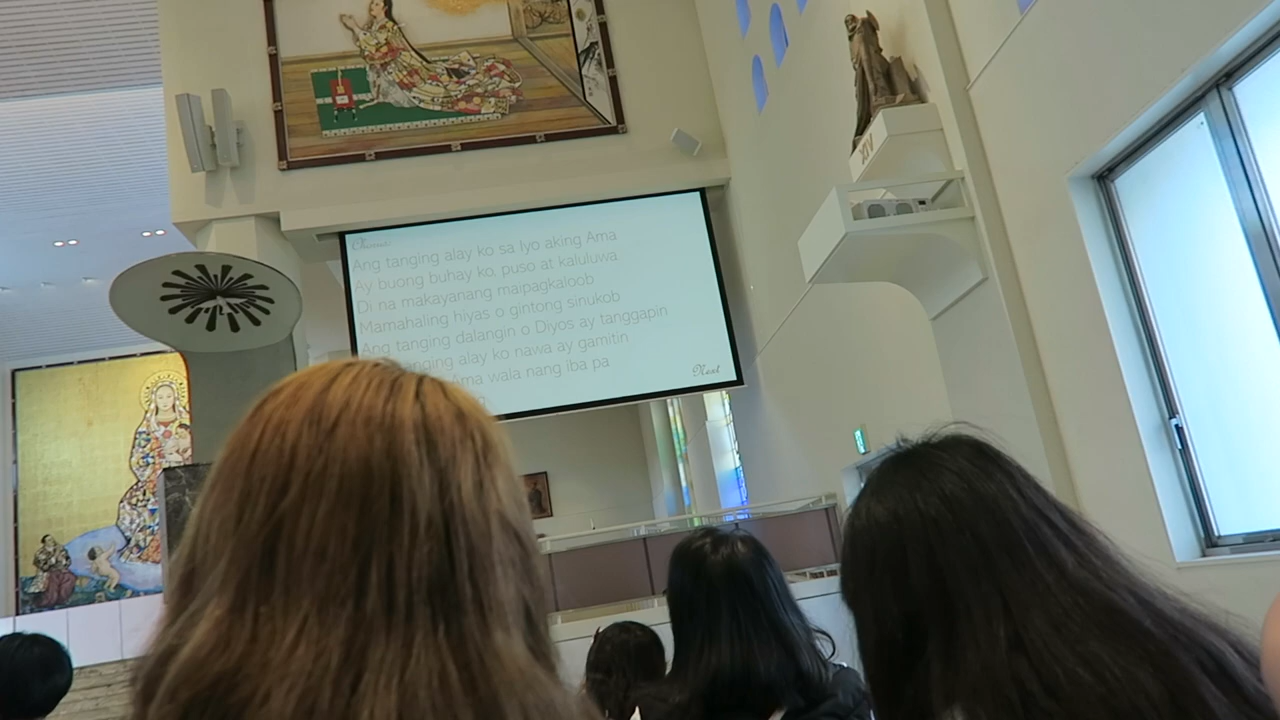 Chorus:
Ang tanging alay ko sa Iyo aking Ama
Ay buong buhay ko, puso at kaluluwa
Di na makayanang maipagkaloob
Mamahaling hiyas o gintong sinukob
Ang tanging dalangin o Diyos ay tanggapin
anging alay ko nawa ay gamitin
Ama wala nang iba pa
Next
XIV